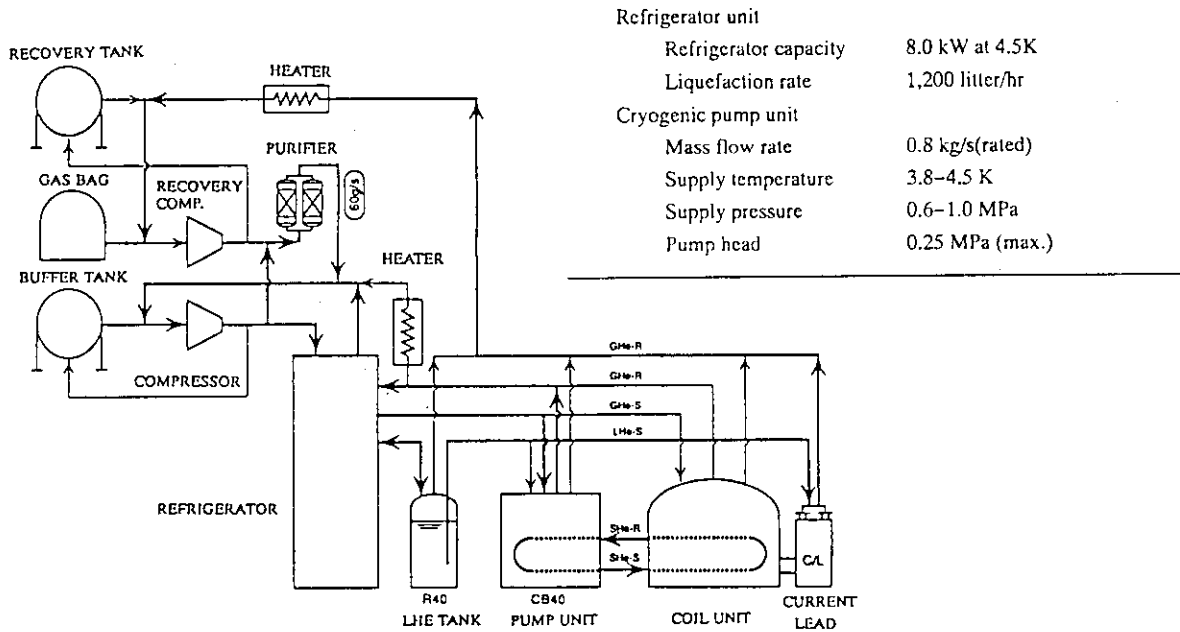 Refrigerator unit
Refrigerator capacity 8.0 kW at 4.5K
Liquefaction rate 1,200 litter/hr
Cryogenic pump unit
Mass flow rate 0.8 kg/s(rated)
Supply temperature 3.8–4.5 K
Supply pressure 0.6–1.0 MPa
Pump head 0.25 MPa (max.)
RECOVERY TANK
HEATER
PURIFIER
60g/s
GAS BAG
RECOVERY
COMP.
HEATER
BUFFER TANK
COMPRESSOR
GHe-R
GHe-R
GHe-S
LHe-S
REFRIGERATOR
SHe-R
SHe-S
C/L
R40
LHE TANK
CB40
PUMP UNIT
COIL UNIT
CURRENT
LEAD